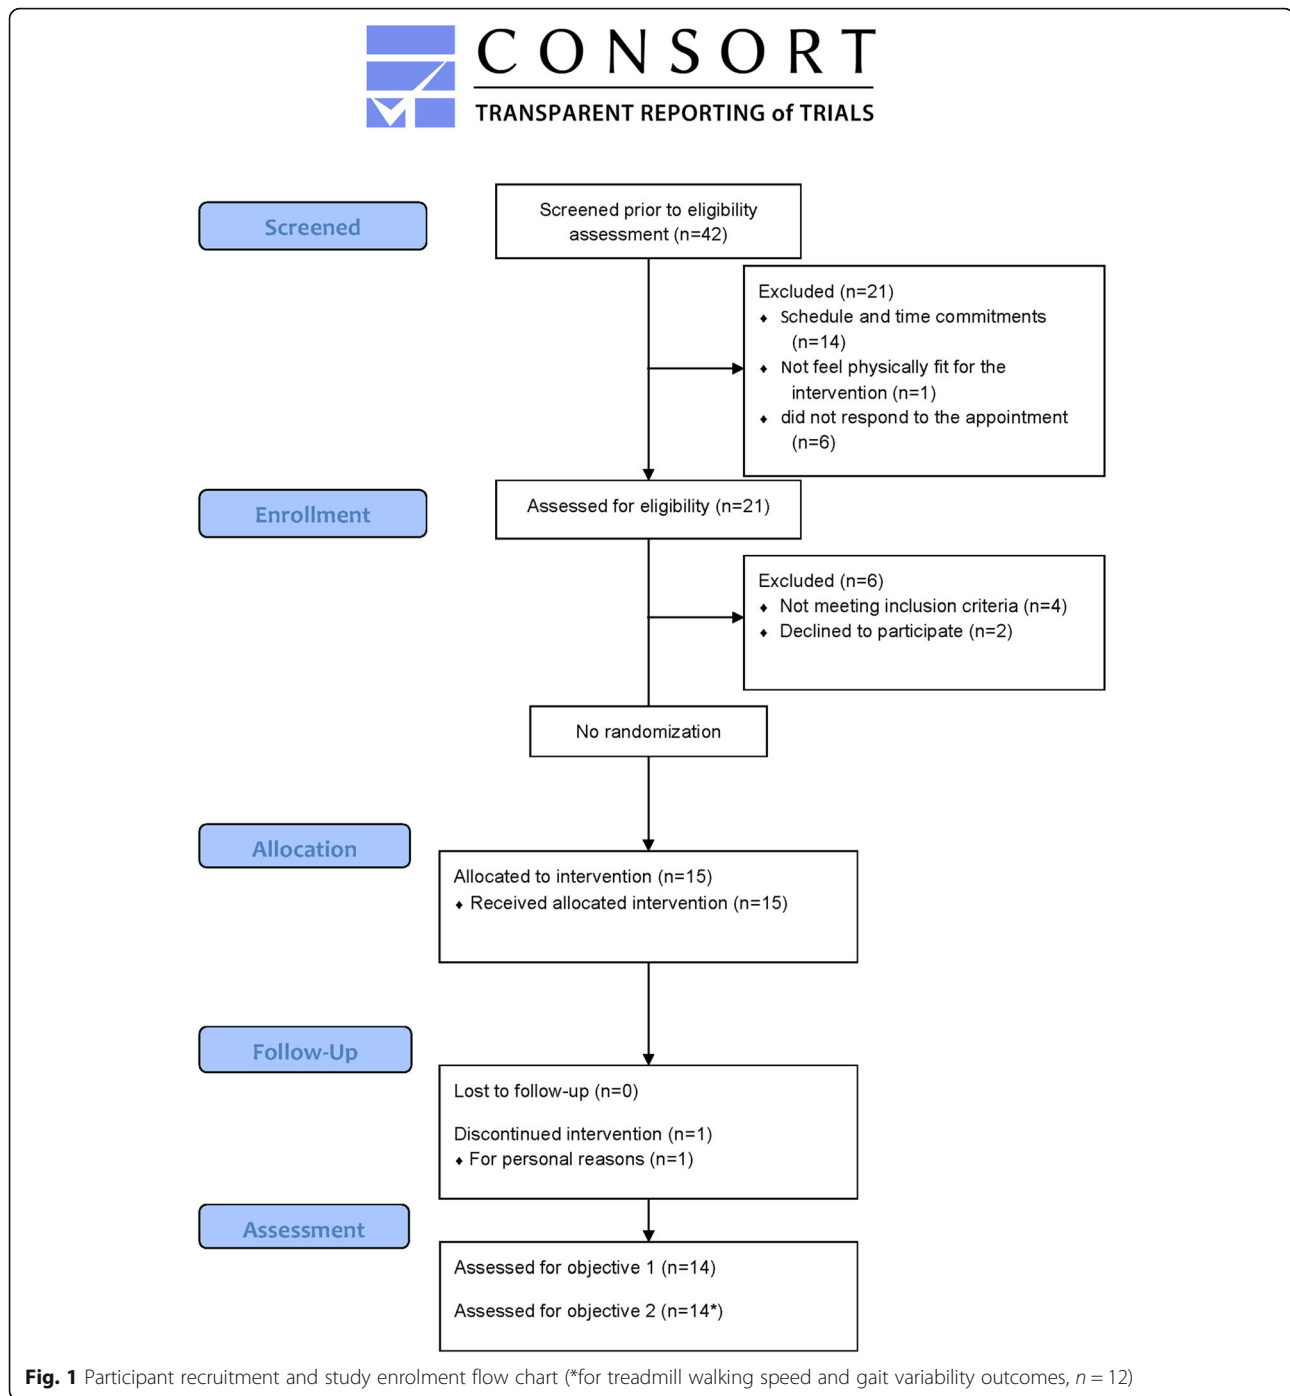 CONSORT
TRANSPARENT REPORTING of TRIALS
Screened
Screened prior to eligibility
assessment (n=42)
Excluded (n=21)
♦ Schedule and time commitments
(n=14)
♦ Not feel physically fit for the
intervention (n=1)
♦ did not respond to the appointment
(n=6)
Enrollment
Assessed for eligibility (n=21)
Excluded (n=6)
♦ Not meeting inclusion criteria (n=4)
♦ Declined to participate (n=2)
No randomization
Allocation
Allocated to intervention (n=15)
♦ Received allocated intervention (n=15)
Follow-Up
Lost to follow-up (n=0)
Discontinued intervention (n=1)
♦ For personal reasons (n=1)
Assessment
Assessed for objective 1 (n=14)
Assessed for objective 2 (n=14*)
Fig. 1 Participant recruitment and study enrolment flow chart (*for treadmill walking speed and gait variability outcomes, n = 12)